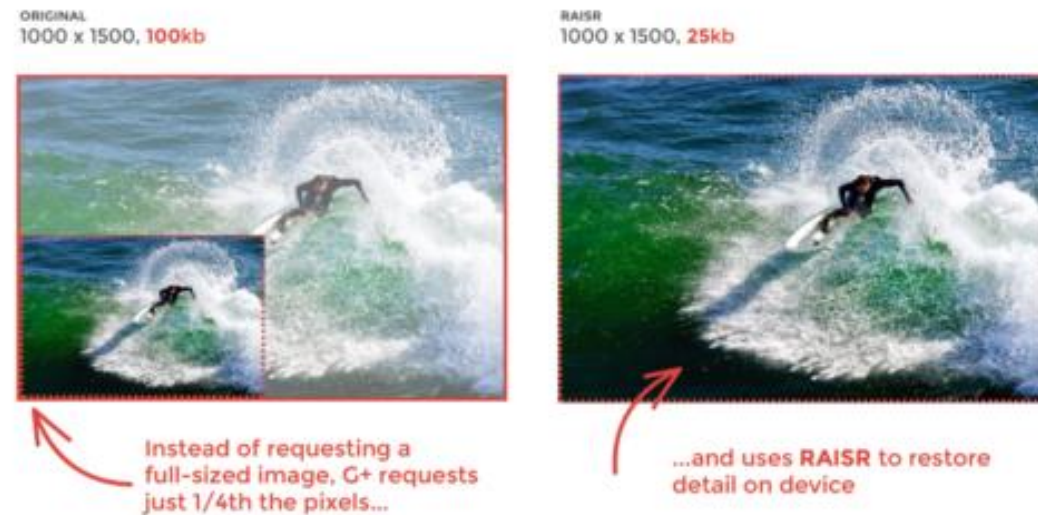 ORIGINAL
1000 x 1500, 100kb
RAISR
1000 x 1500, 25kb
Instead of requesting a
full-sized image, G+ requests
just 1/4th the pixels...
...and uses RAISR to restore
detail on device